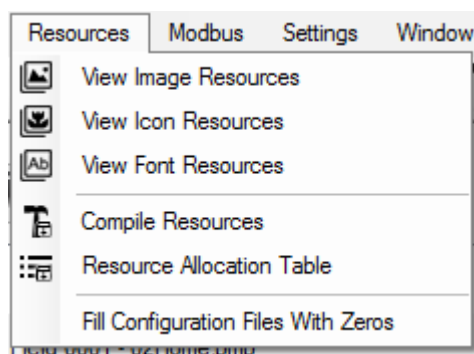 Resources Modbus Settings Window
View Image Resources
View Icon Resources
Ab View Font Resources
Compile Resources
Resource Allocation Table
Fill Configuration Files With Zeros